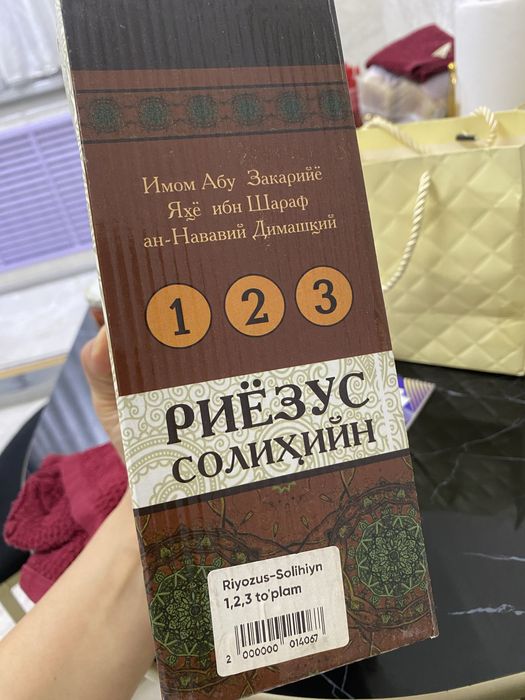 Имом Абу Закарийё
Яҳё ибн Шараф
ан-Нававий Димашқий
1 2 3
РИЁЗУС
СОЛИҲИЙН
Riyozus-Solihiyn
1,2,3 to'plam
2 000000 014067